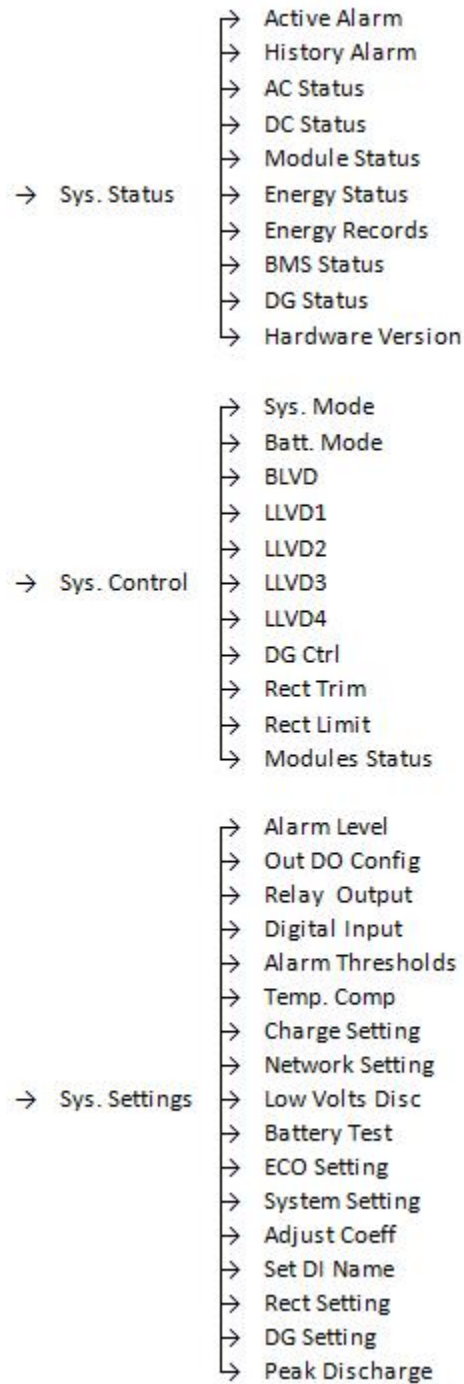 Active Alarm
History Alarm
AC Status
DC Status
Module Status
→ Sys. Status → Energy Status
Energy Records
BMS Status
DG Status
Hardware Version
Sys. Mode
Batt. Mode
BLVD
LLVD1
LLVD2
→ Sys. Control → LLVD3
LLVD4
DG Ctrl
Rect Trim
Rect Limit
Modules Status
Alarm Level
Out DO Config
Relay Output
Digital Input
Alarm Thresholds
Temp. Comp
Charge Setting
Network Setting
→ Sys. Settings → Low Volts Disc
Battery Test
ECO Setting
System Setting
Adjust Coeff
Set DI Name
Rect Setting
DG Setting
Peak Discharge